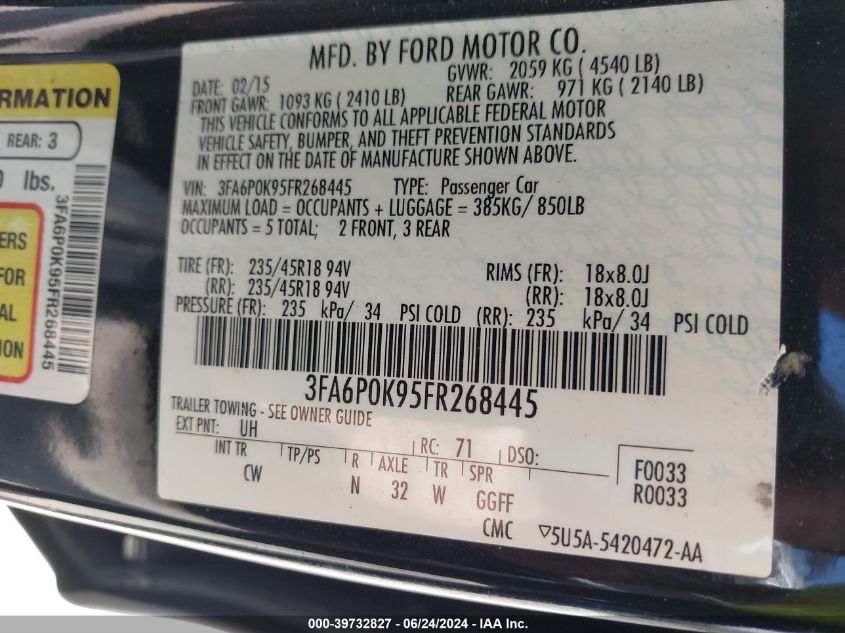 MFD. BY FORD MOTOR CO.
DATE: 02/15
GVWR: 2059 KG ( 4540 LB)
FRONT GAWR: 1093 KG ( 2410 LB)
REAR GAWR: 971 KG ( 2140 LB)
THIS VEHICLE CONFORMS TO ALL APPLICABLE FEDERAL MOTOR
VEHICLE SAFETY, BUMPER, AND THEFT PREVENTION STANDARDS
IN EFFECT ON THE DATE OF MANUFACTURE SHOWN ABOVE.
VIN: 3FA6P0K95FR268445 TYPE: Passenger Car
MAXIMUM LOAD = OCCUPANTS + LUGGAGE = 385KG/ 850LB
OCCUPANTS = 5 TOTAL; 2 FRONT, 3 REAR
TIRE (FR): 235/45R18 94V RIMS (FR): 18x8.0J
(RR): 235/45R18 94V (RR): 18x8.0J
PRESSURE (FR): 235 kPa/ 34 PSI COLD (RR): 235 kPa/ 34 PSI COLD
3FA6P0K95FR268445
TRAILER TOWING - SEE OWNER GUIDE
EXT PNT: UH RC: 71 DSO:
INT TR TP/PS R AXLE TR SPR
CW N 32 W GGFF
F0033
R0033
CMC ▽5U5A-5420472-AA
RMATION
REAR: 3
lbs.
3FA6P0K95FR268445
ERS
FOR
AL
ION
000-39732827 - 06/24/2024 - IAA Inc.